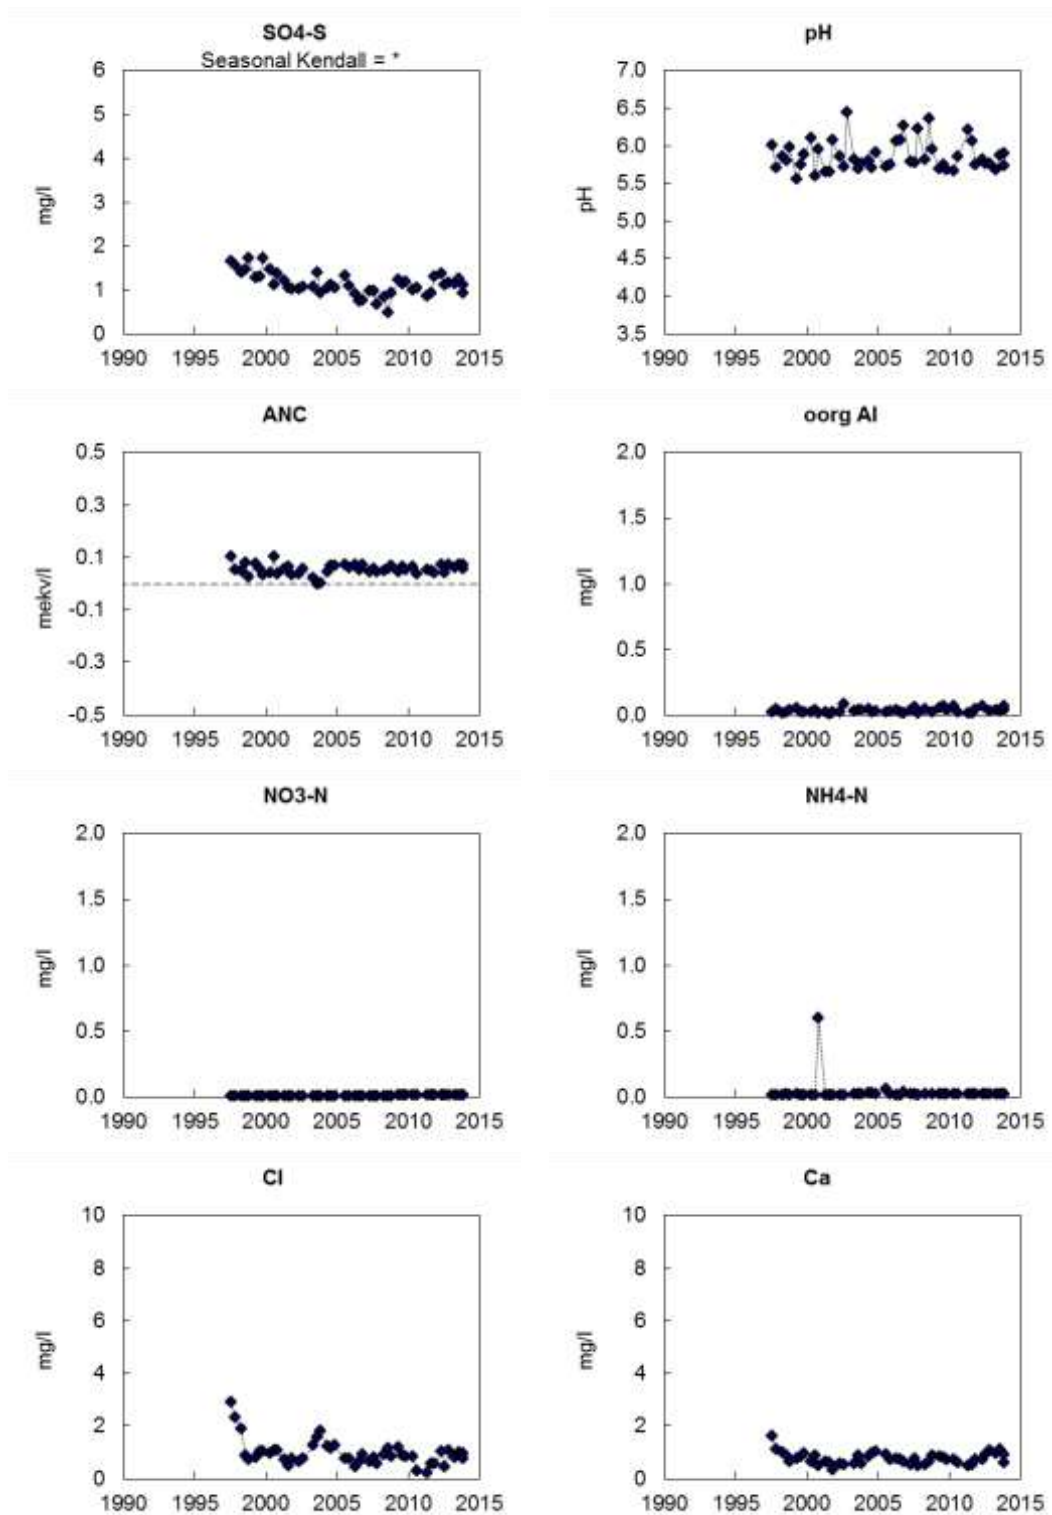 SO4-S
Seasonal Kendall = *
mg/l
6
5
4
3
2
1
0
1990 1995 2000 2005 2010 2015
pH
pH
7.0
6.5
6.0
5.5
5.0
4.5
4.0
3.5
1990 1995 2000 2005 2010 2015
ANC
mekv/l
0.5
0.3
0.1
-0.1
-0.3
-0.5
1990 1995 2000 2005 2010 2015
oorg Al
mg/l
2.0
1.5
1.0
0.5
0.0
1990 1995 2000 2005 2010 2015
NO3-N
mg/l
2.0
1.5
1.0
0.5
0.0
1990 1995 2000 2005 2010 2015
NH4-N
mg/l
2.0
1.5
1.0
0.5
0.0
1990 1995 2000 2005 2010 2015
Cl
mg/l
10
8
6
4
2
0
1990 1995 2000 2005 2010 2015
Ca
mg/l
10
8
6
4
2
0
1990 1995 2000 2005 2010 2015